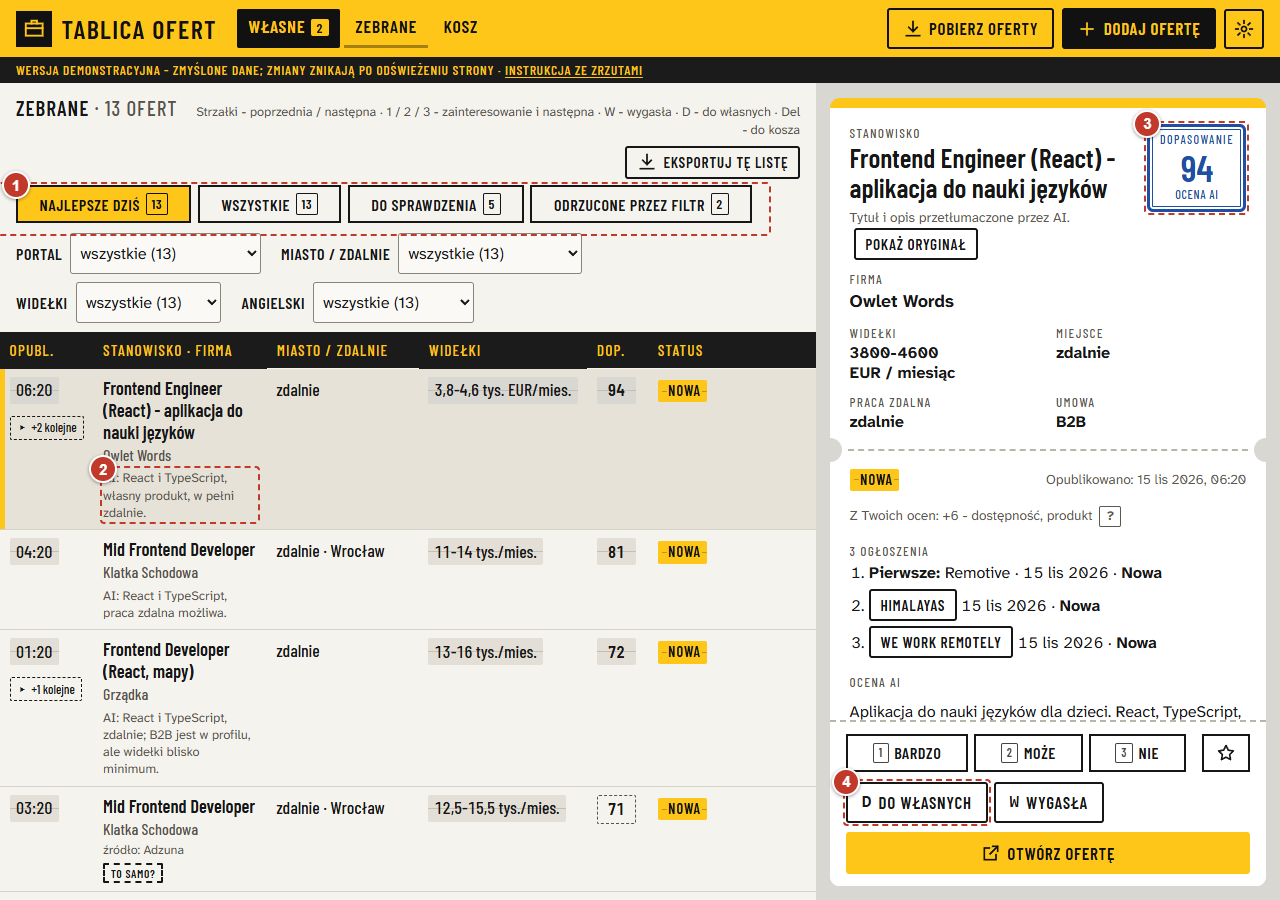 TABLICA OFERT
WŁASNE 2
ZEBRANE
KOSZ
POBIERZ OFERTY
DODAJ OFERTĘ
WERSJA DEMONSTRACYJNA – ZMYŚLONE DANE; ZMIANY ZNIKAJĄ PO ODŚWIEŻENIU STRONY · INSTRUKCJA ZE ZRZUTAMI
ZEBRANE · 13 OFERT
Strzałki – poprzednia / następna · 1 / 2 / 3 – zainteresowanie i następna · W – wygasła · D – do własnych · Del
– do kosza
EKSPORTUJ TĘ LISTĘ
1
NAJLEPSZE DZIŚ 13
WSZYSTKIE 13
DO SPRAWDZENIA 5
ODRZUCONE PRZEZ FILTR 2
PORTAL wszystkie (13)
MIASTO / ZDALNIE wszystkie (13)
WIDEŁKI wszystkie (13)
ANGIELSKI wszystkie (13)
OPUBL. STANOWISKO · FIRMA MIASTO / ZDALNIE WIDEŁKI DOP. STATUS
06:20
+2 kolejne
Frontend Engineer
(React) – aplikacja do
nauki języków
Owlet Words
2
AI: React i TypeScript,
własny produkt, w pełni
zdalnie.
zdalnie
3,8–4,6 tys. EUR/mies.
94
NOWA
04:20
Mid Frontend Developer
Klatka Schodowa
AI: React i TypeScript,
praca zdalna możliwa.
zdalnie · Wrocław
11–14 tys./mies.
81
NOWA
01:20
+1 kolejne
Frontend Developer
(React, mapy)
Grządka
AI: React i TypeScript,
zdalnie; B2B jest w profilu,
ale widełki blisko
minimum.
zdalnie
13–16 tys./mies.
72
NOWA
03:20
Mid Frontend Developer
Klatka Schodowa
źródło: Adzuna
TO SAMO?
zdalnie · Wrocław
12,5–15,5 tys./mies.
71
NOWA
STANOWISKO
Frontend Engineer (React) –
aplikacja do nauki języków
Tytuł i opis przetłumaczone przez AI.
POKAŻ ORYGINAŁ
3
DOPASOWANIE
94
OCENA AI
FIRMA
Owlet Words
WIDEŁKI
3800–4600
EUR / miesiąc
MIEJSCE
zdalnie
PRACA ZDALNA
zdalnie
UMOWA
B2B
NOWA
Opublikowano: 15 lis 2026, 06:20
Z Twoich ocen: +6 – dostępność, produkt ?
3 OGŁOSZENIA
1. Pierwsze: Remotive · 15 lis 2026 · Nowa
2. HIMALAYAS 15 lis 2026 · Nowa
3. WE WORK REMOTELY 15 lis 2026 · Nowa
OCENA AI
Aplikacja do nauki języków dla dzieci. React, TypeScript,
1 BARDZO
2 MOŻE
3 NIE
4
D DO WŁASNYCH
W WYGASŁA
OTWÓRZ OFERTĘ